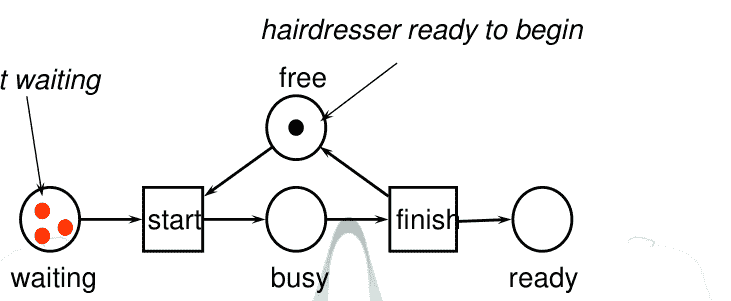 hairdresser ready to begin
t waiting
free
start
finish
waiting
busy
ready